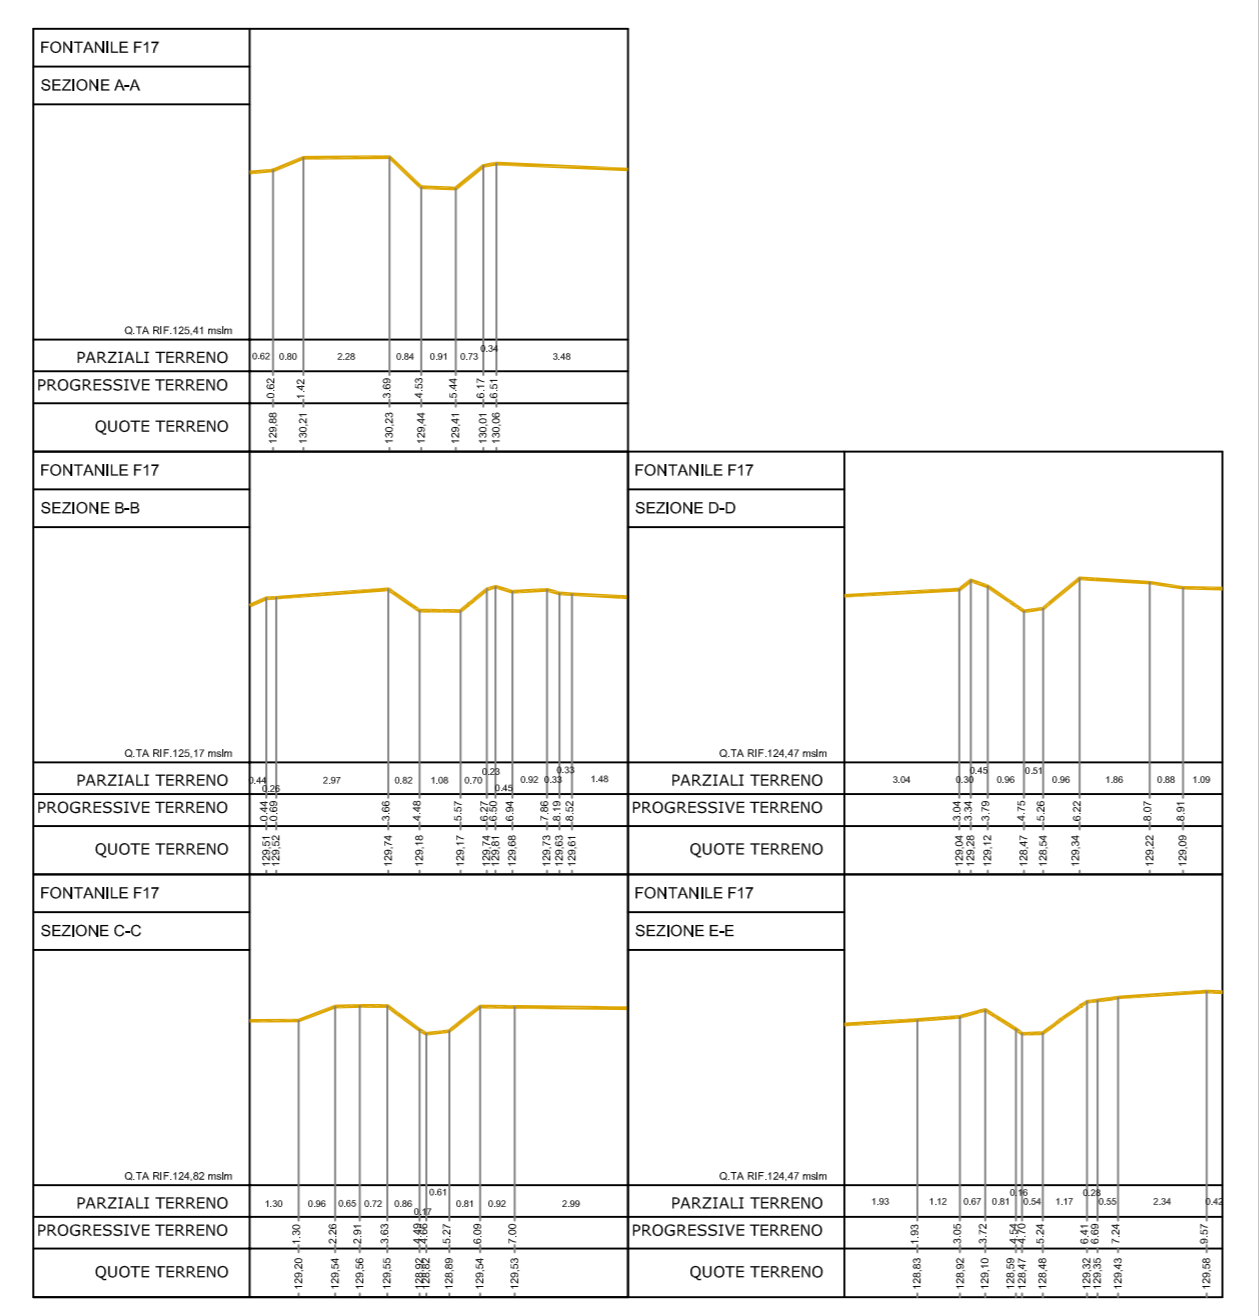 FONTANILE F17
SEZIONE A-A
Q.TA RIF.125,41 mslm
PARZIALI TERRENO 0.62 0.80 2.28 0.84 0.91 0.73 0.34 3.48
PROGRESSIVE TERRENO 0.62 1.42 3.69 4.53 5.44 6.17 6.51
QUOTE TERRENO 129,88 130,21 130,23 129,44 129,41 130,01 130,06
FONTANILE F17
SEZIONE B-B
Q.TA RIF.125,17 mslm
PARZIALI TERRENO 0.44 0.26 2.97 0.82 1.08 0.70 0.23 0.45 0.92 0.33 0.33 1.48
PROGRESSIVE TERRENO 0.44 0.69 3.66 4.48 5.57 6.27 6.50 6.94 7.86 8.19 8.52
QUOTE TERRENO 129,51 129,52 129,74 129,18 129,17 129,74 129,81 129,68 129,73 129,63 129,61
FONTANILE F17
SEZIONE D-D
Q.TA RIF.124,47 mslm
PARZIALI TERRENO 3.04 0.30 0.45 0.96 0.51 0.96 1.86 0.88 1.09
PROGRESSIVE TERRENO 3.04 3.34 3.79 4.75 5.26 6.22 8.07 8.91
QUOTE TERRENO 129,04 129,28 129,12 128,47 128,54 129,34 129,22 129,09
FONTANILE F17
SEZIONE C-C
Q.TA RIF.124,82 mslm
PARZIALI TERRENO 1.30 0.96 0.65 0.72 0.86 0.17 0.61 0.81 0.92 2.99
PROGRESSIVE TERRENO 1.30 2.26 2.91 3.63 4.49 4.66 5.27 6.09 7.00
QUOTE TERRENO 129,20 129,54 129,56 129,55 128,92 128,82 128,89 129,54 129,53
FONTANILE F17
SEZIONE E-E
Q.TA RIF.124,47 mslm
PARZIALI TERRENO 1.93 1.12 0.67 0.81 0.16 0.54 1.17 0.28 0.55 2.34 0.42
PROGRESSIVE TERRENO 1.93 3.05 3.72 4.54 4.70 5.24 6.41 6.69 7.24 9.57
QUOTE TERRENO 128,83 128,92 129,10 128,59 128,47 128,48 129,32 129,35 129,43 129,58